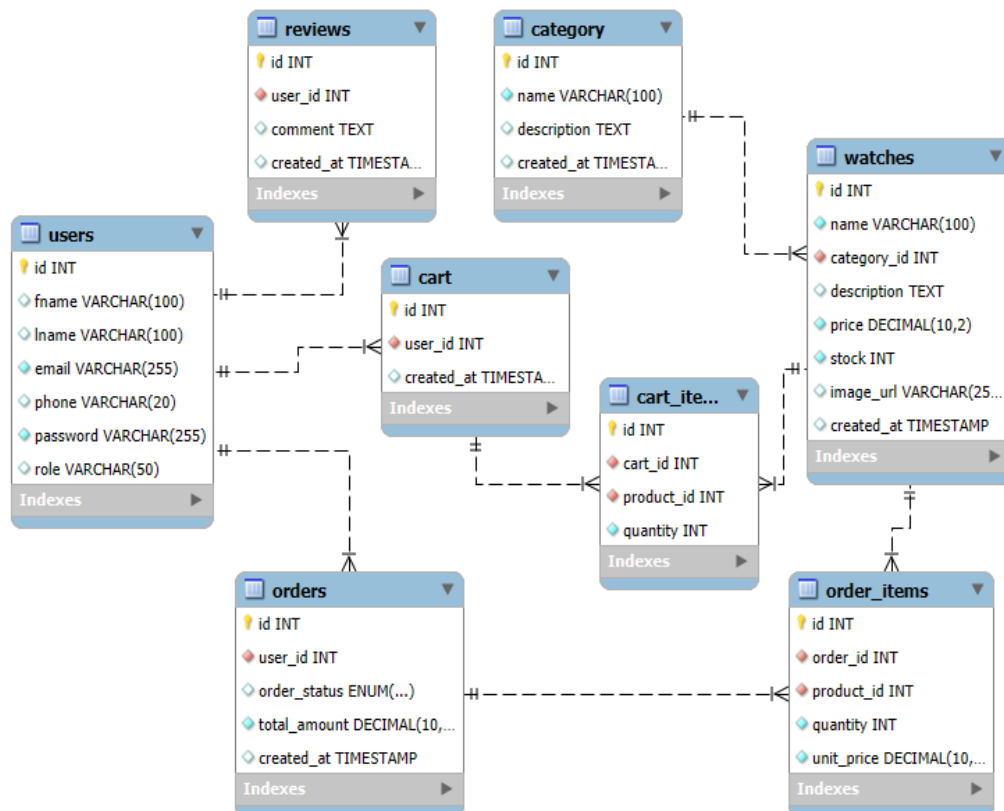 reviews
id INT
user_id INT
comment TEXT
created_at TIMESTA...
Indexes
category
id INT
name VARCHAR(100)
description TEXT
created_at TIMESTA...
Indexes
watches
id INT
name VARCHAR(100)
category_id INT
description TEXT
price DECIMAL(10,2)
stock INT
image_url VARCHAR(25...
created_at TIMESTAMP
Indexes
users
id INT
fname VARCHAR(100)
lname VARCHAR(100)
email VARCHAR(255)
phone VARCHAR(20)
password VARCHAR(255)
role VARCHAR(50)
Indexes
cart
id INT
user_id INT
created_at TIMESTA...
Indexes
cart_ite...
id INT
cart_id INT
product_id INT
quantity INT
Indexes
orders
id INT
user_id INT
order_status ENUM(...)
total_amount DECIMAL(10,...
created_at TIMESTAMP
Indexes
order_items
id INT
order_id INT
product_id INT
quantity INT
unit_price DECIMAL(10,...
Indexes